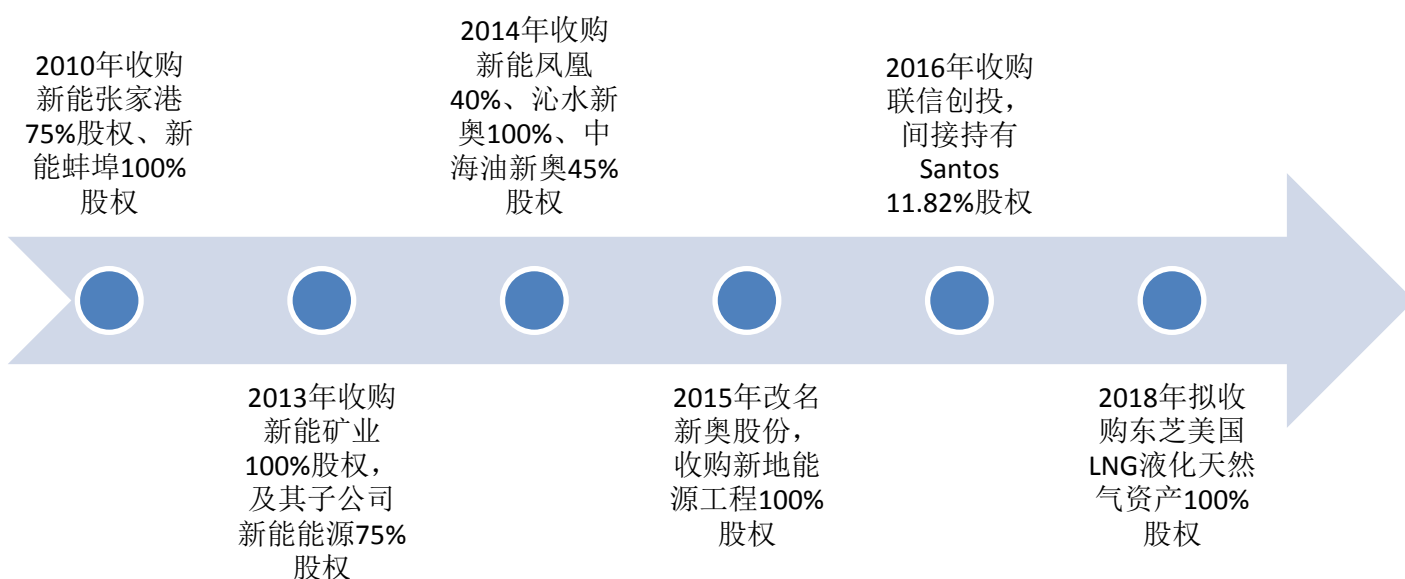 2010年收购
新能张家港
75%股权、新
能蚌埠100%
股权
2013年收购
新能矿业
100%股权，
及其子公司
新能能源75%
股权
2014年收购
新能凤凰
40%、沁水新
奥100%、中
海油新奥45%
股权
2015年改名
新奥股份，
收购新地能
源工程100%
股权
2016年收购
联信创投，
间接持有
Santos
11.82%股权
2018年拟收
购东芝美国
LNG液化天然
气资产100%
股权